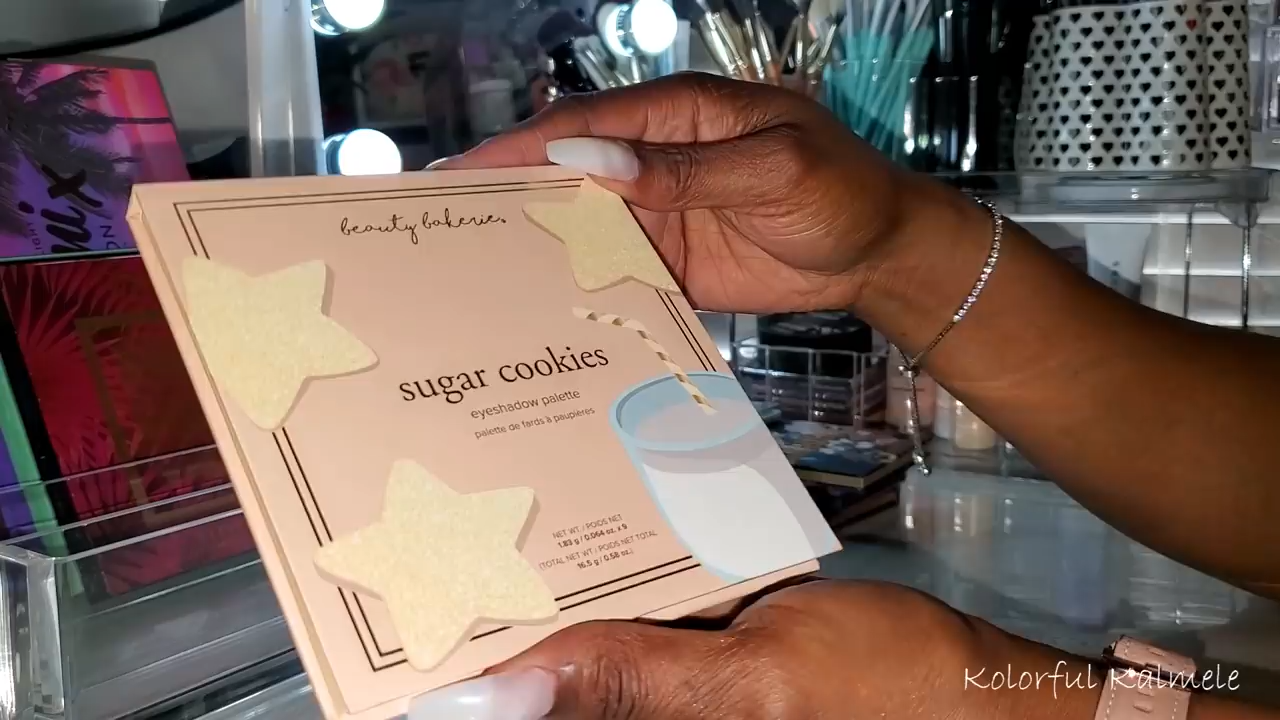 beauty bakerie
sugar cookies
eyeshadow palette
palette de fards à paupières
NET WT. / POIDS NET
1.83 g / 0.064 oz. x 9
(TOTAL NET WT / POIDS NET TOTAL
16.5 g / 0.58 oz.)
Kolorful Kalmele